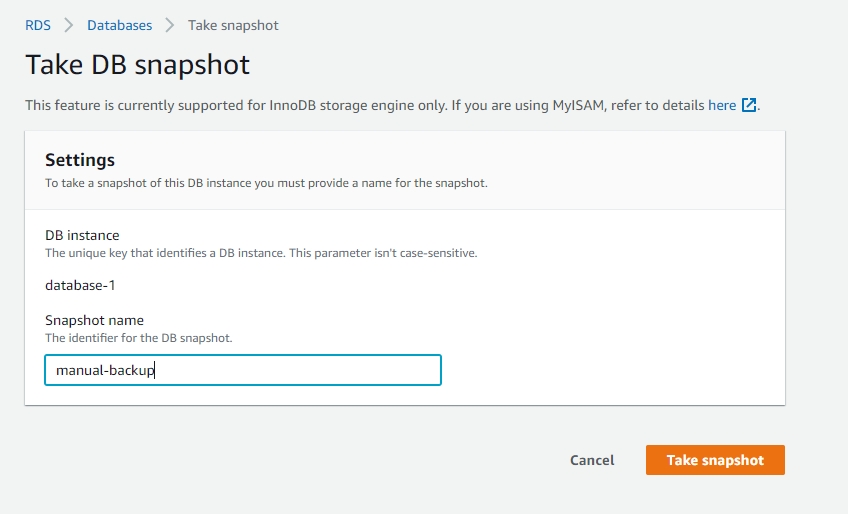 RDS > Databases > Take snapshot
Take DB snapshot
This feature is currently supported for InnoDB storage engine only. If you are using MyISAM, refer to details here.
Settings
To take a snapshot of this DB instance you must provide a name for the snapshot.
DB instance
The unique key that identifies a DB instance. This parameter isn't case-sensitive.
database-1
Snapshot name
The identifier for the DB snapshot.
manual-backup
Cancel Take snapshot